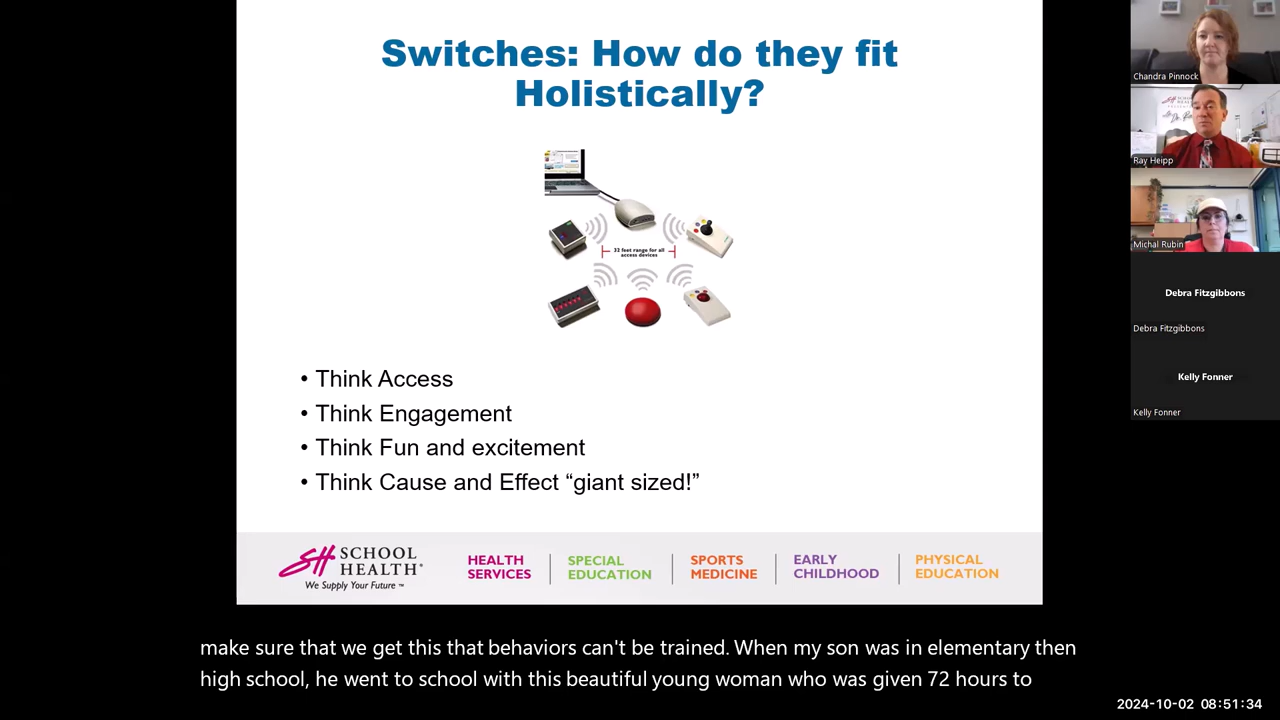 Switches: How do they fit
Holistically?
32 feet range for all
access devices
• Think Access
• Think Engagement
• Think Fun and excitement
• Think Cause and Effect “giant sized!”
SH SCHOOL
HEALTH®
We Supply Your Future ™
HEALTH
SERVICES
SPECIAL
EDUCATION
SPORTS
MEDICINE
EARLY
CHILDHOOD
PHYSICAL
EDUCATION
Chandra Pinnock
SCHOOL
HEALTH
Ray Heipp
Michal Rubin
Debra Fitzgibbons
Debra Fitzgibbons
Kelly Fonner
Kelly Fonner
make sure that we get this that behaviors can't be trained. When my son was in elementary then
high school, he went to school with this beautiful young woman who was given 72 hours to
2024-10-02 08:51:34